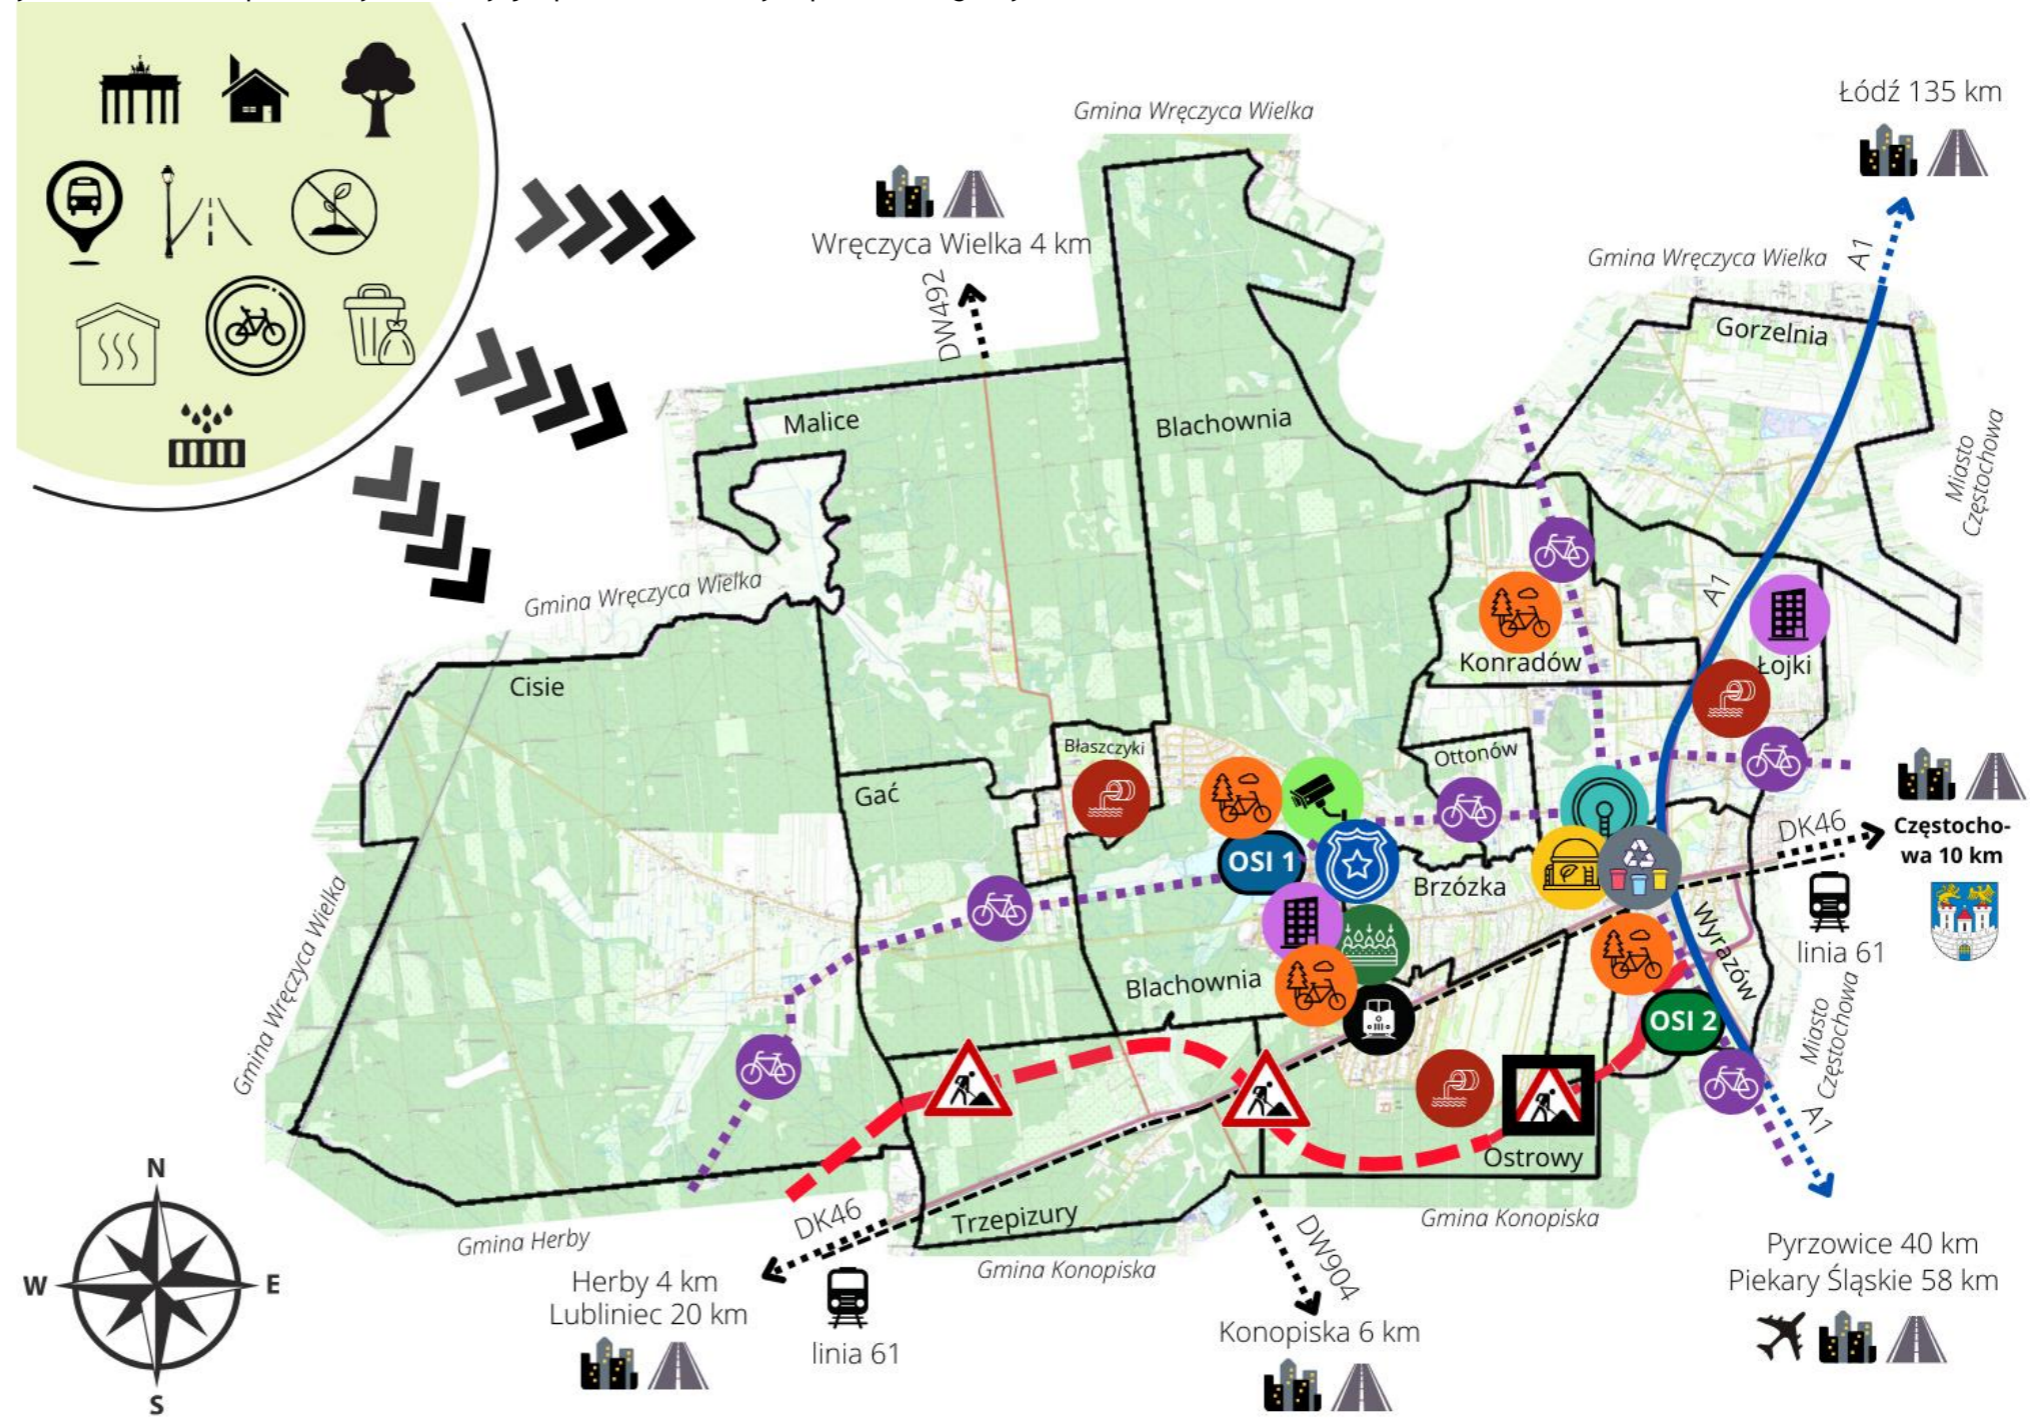 Gmina Wręczyca Wielka
Łódź 135 km
Wręczyca Wielka 4 km
Gmina Wręczyca Wielka
A1
DW492
Gorzelnia
Malice
Blachownia
Miasto
Częstochowa
Gmina Wręczyca Wielka
A1
Konradów
Łojki
Cisie
Błaszczyki
Ottonów
Gać
DK46
Częstocho-
wa 10 km
OSI 1
Brzózka
Wyrazów
linia 61
Gmina Wręczyca Wielka
Blachownia
OSI 2
Miasto
Częstochowa
A1
Ostrowy
N
W
E
S
DK46
Trzepizury
Gmina Konopiska
DW904
Gmina Herby
Gmina Konopiska
Herby 4 km
Lubliniec 20 km
linia 61
Konopiska 6 km
Pyrzowice 40 km
Piekary Śląskie 58 km